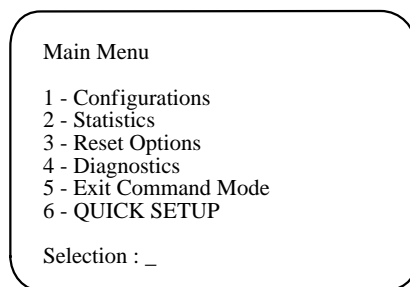 Main Menu
1 - Configurations
2 - Statistics
3 - Reset Options
4 - Diagnostics
5 - Exit Command Mode
6 - QUICK SETUP
Selection : _